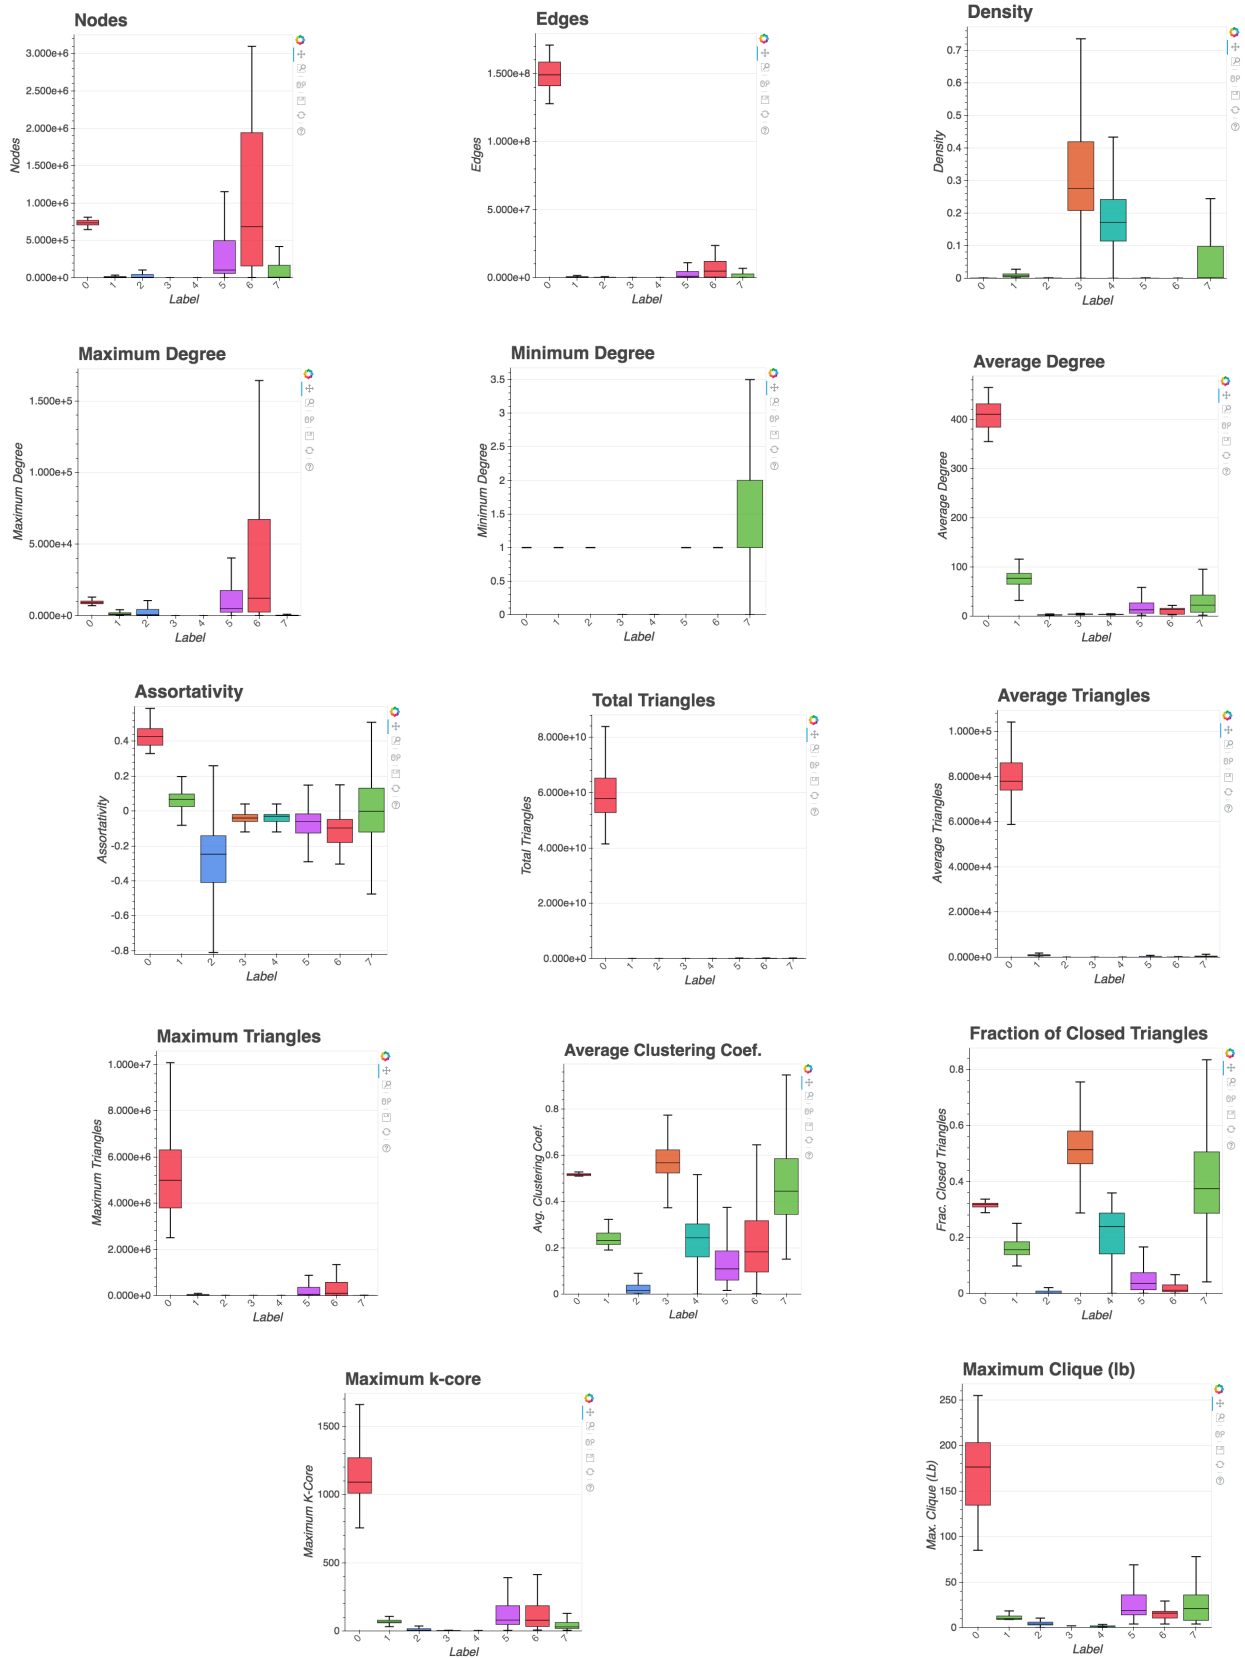 Nodes
3.000e+6
2.500e+6
2.000e+6
1.500e+6
1.000e+6
5.000e+5
0.000e+0
Nodes
0 1 2 3 4 5 6 7
Label
Edges
1.500e+8
1.000e+8
5.000e+7
0.000e+0
Edges
0 1 2 3 4 5 6 7
Label
Density
0.7
0.6
0.5
0.4
0.3
0.2
0.1
0
Density
0 1 2 3 4 5 6 7
Label
Maximum Degree
1.500e+5
1.000e+5
5.000e+4
0.000e+0
Maximum Degree
0 1 2 3 4 5 6 7
Label
Minimum Degree
3.5
3
2.5
2
1.5
1
0.5
0
Minimum Degree
0 1 2 3 4 5 6 7
Label
Average Degree
400
300
200
100
0
Average Degree
0 1 2 3 4 5 6 7
Label
Assortativity
0.4
0.2
0
-0.2
-0.4
-0.6
-0.8
Assortativity
0 1 2 3 4 5 6 7
Label
Total Triangles
8.000e+10
6.000e+10
4.000e+10
2.000e+10
0.000e+0
Total Triangles
0 1 2 3 4 5 6 7
Label
Average Triangles
1.000e+5
8.000e+4
6.000e+4
4.000e+4
2.000e+4
0.000e+0
Average Triangles
0 1 2 3 4 5 6 7
Label
Maximum Triangles
1.000e+7
8.000e+6
6.000e+6
4.000e+6
2.000e+6
0.000e+0
Maximum Triangles
0 1 2 3 4 5 6 7
Label
Average Clustering Coef.
0.8
0.6
0.4
0.2
0
Avg. Clustering Coef.
0 1 2 3 4 5 6 7
Label
Fraction of Closed Triangles
0.8
0.6
0.4
0.2
0
Frac. Closed Triangles
0 1 2 3 4 5 6 7
Label
Maximum k-core
1500
1000
500
0
Maximum K-Core
0 1 2 3 4 5 6 7
Label
Maximum Clique (lb)
250
200
150
100
50
0
Max. Clique (Lb)
0 1 2 3 4 5 6 7
Label